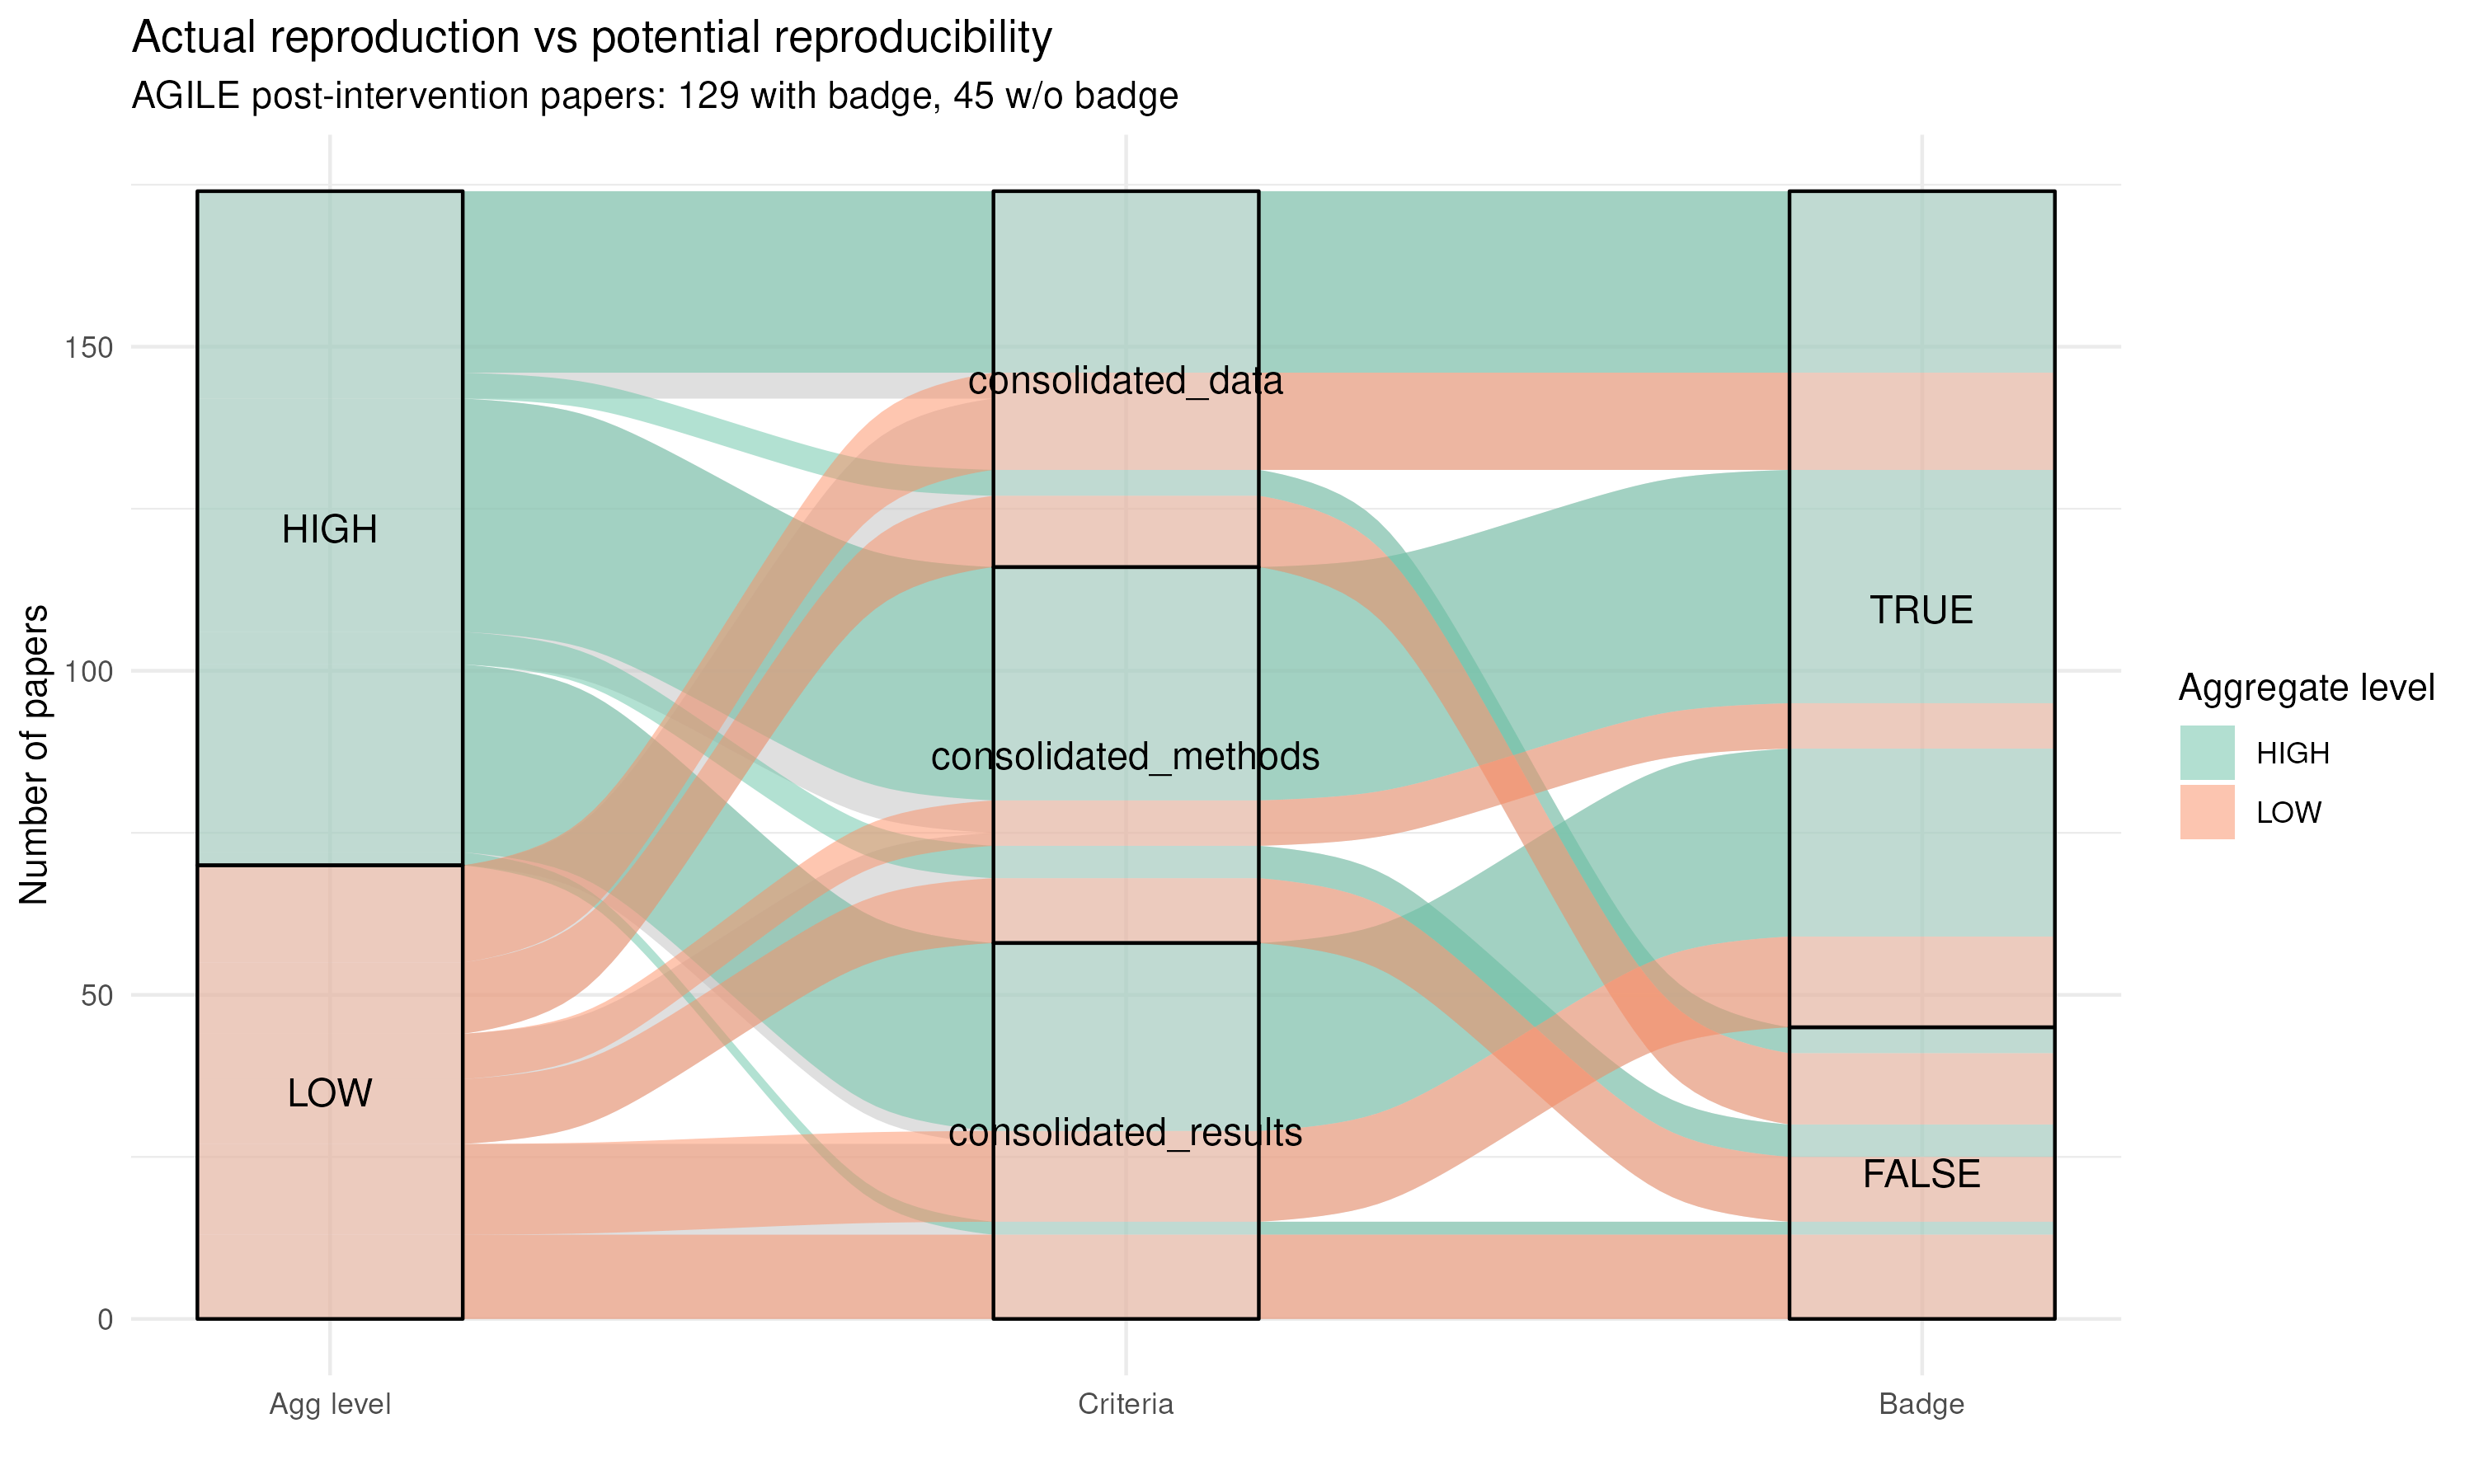 Actual reproduction vs potential reproducibility
AGILE post-intervention papers: 129 with badge, 45 w/o badge
Number of papers
150
100
50
0
HIGH
LOW
consolidated_data
consolidated_methods
consolidated_results
TRUE
FALSE
Agg level
Criteria
Badge
Aggregate level
HIGH
LOW